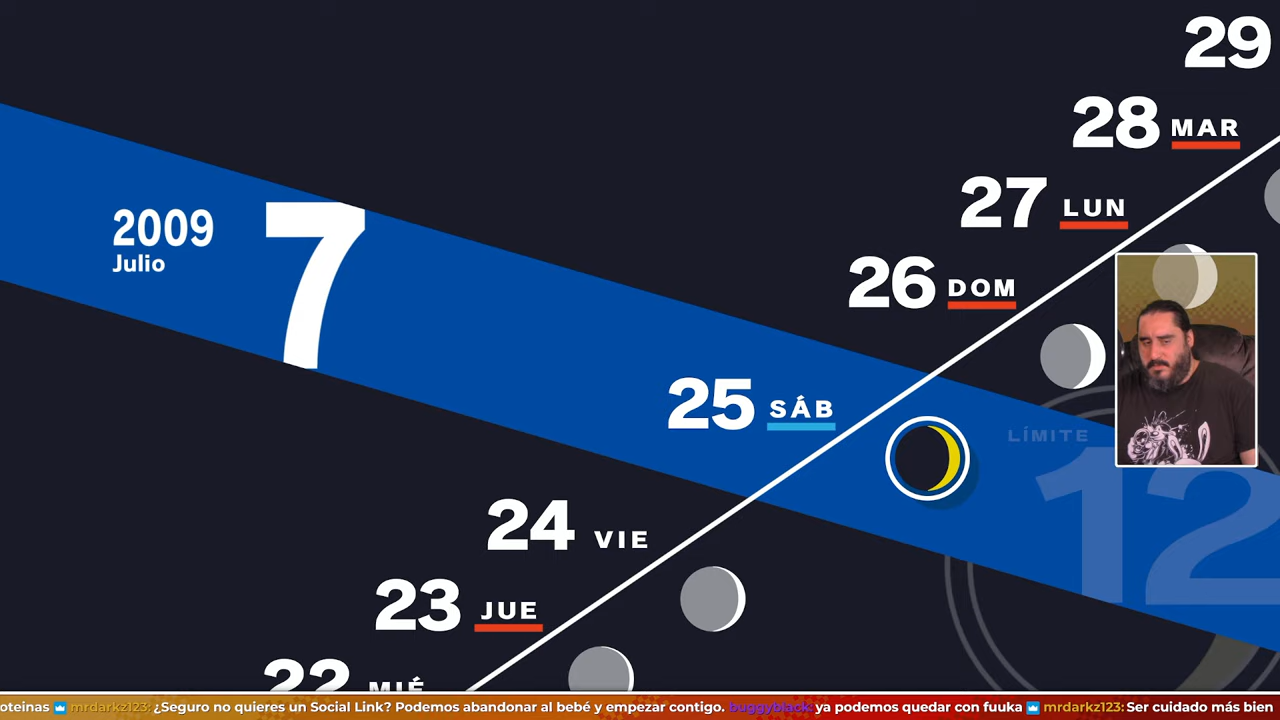 29
28 MAR
27 LUN
2009
Julio
7
26 DOM
25 SÁB
LÍMITE
12
24 VIE
23 JUE
22 MIÉ
oteinas mrdarkz123: ¿Seguro no quieres un Social Link? Podemos abandonar al bebé y empezar contigo. buggyblack: ya podemos quedar con fuuka mrdarkz123: Ser cuidado más bien